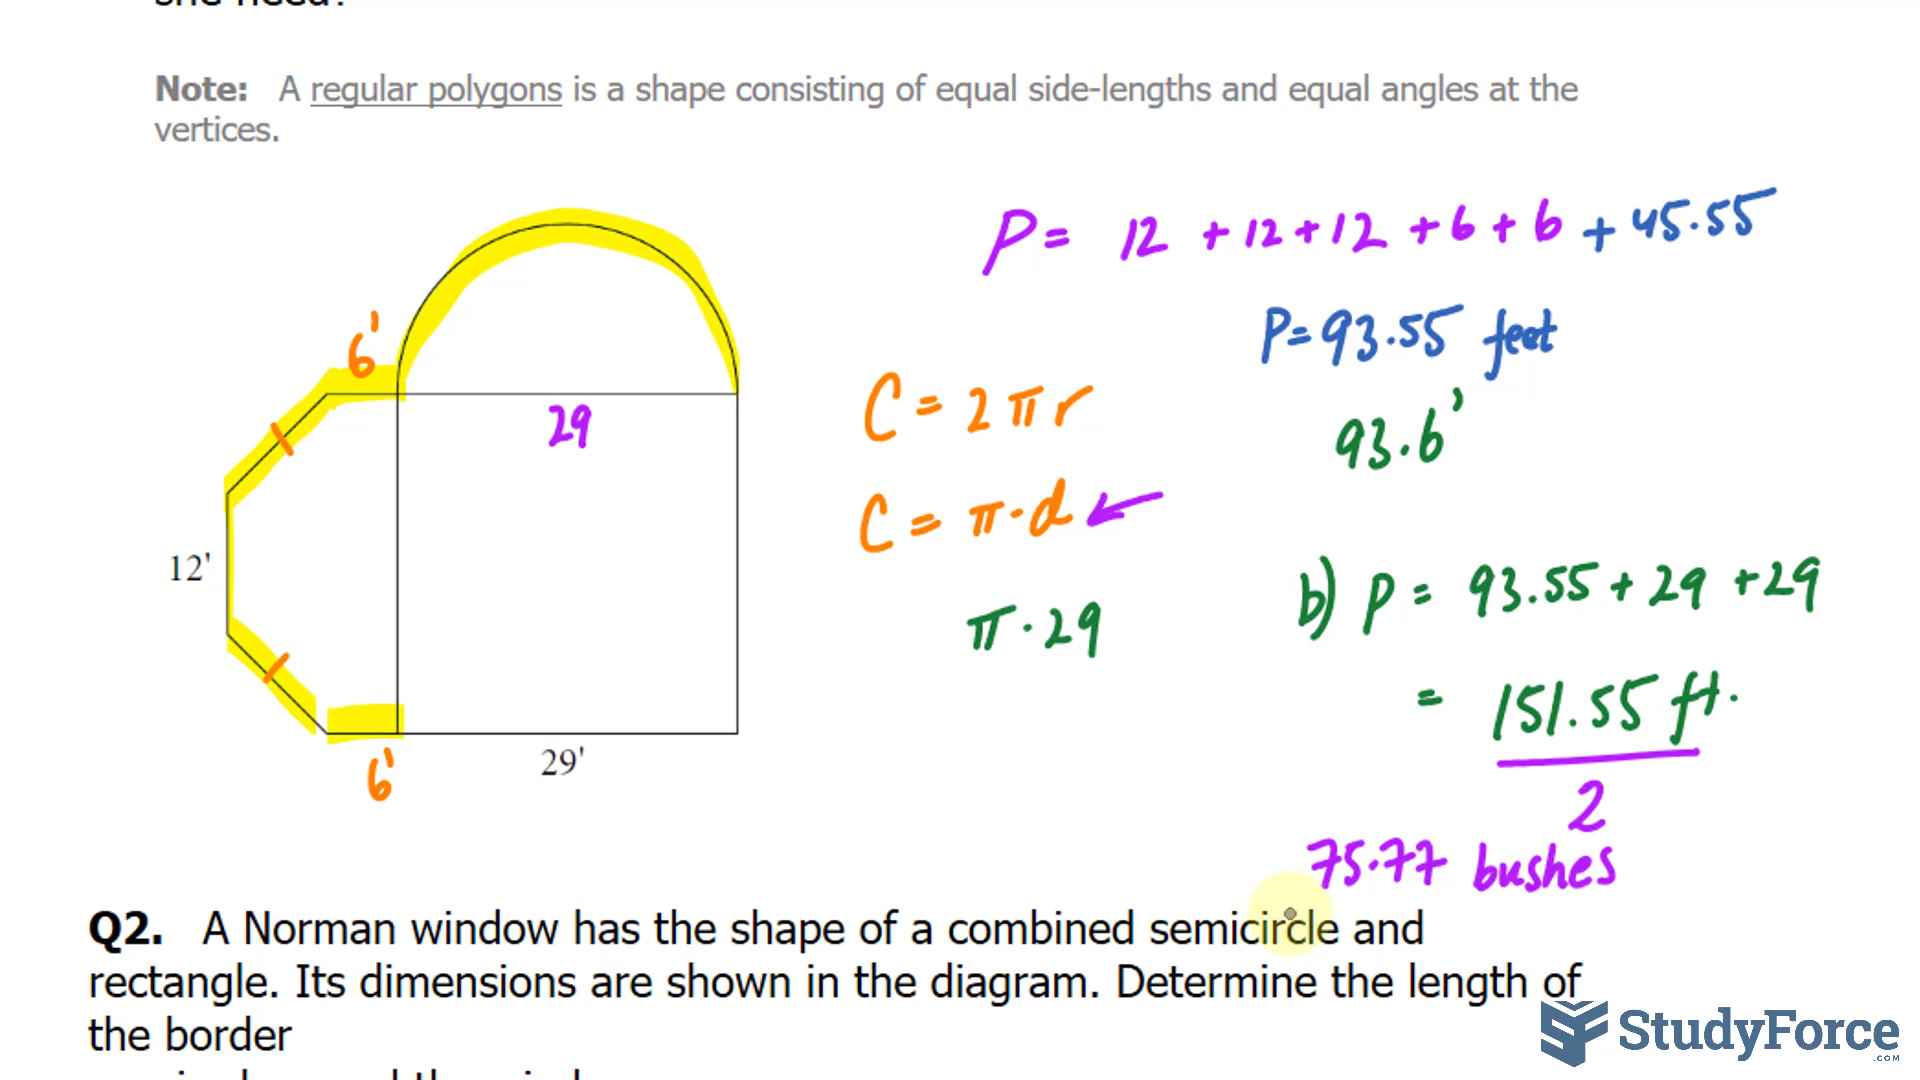 she need?
Note: A regular polygons is a shape consisting of equal side-lengths and equal angles at the
vertices.
P = 12 + 12 + 12 + 6 + 6 + 45.55
P = 93.55 feet
6'
C = 2πr
29
93.6'
C = π·d
12'
b) P = 93.55 + 29 + 29
π·29
= 151.55 ft.
29'
6'
2
75.77 bushes
Q2. A Norman window has the shape of a combined semicircle and
rectangle. Its dimensions are shown in the diagram. Determine the length of
the border
StudyForce
.COM